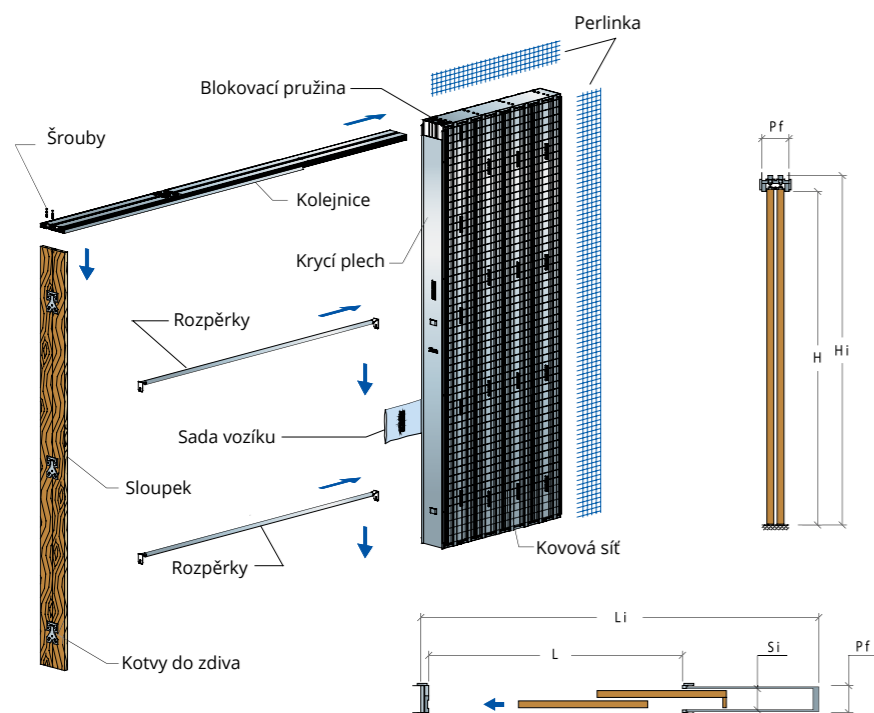 Perlinka
Blokovací pružina
Pf
Šrouby
Kolejnice
Krycí plech
Rozpěrky
H
Hi
Sada vozíku
Sloupek
Kovová síť
Rozpěrky
Li
L
Si
Pf
Kotvy do zdiva